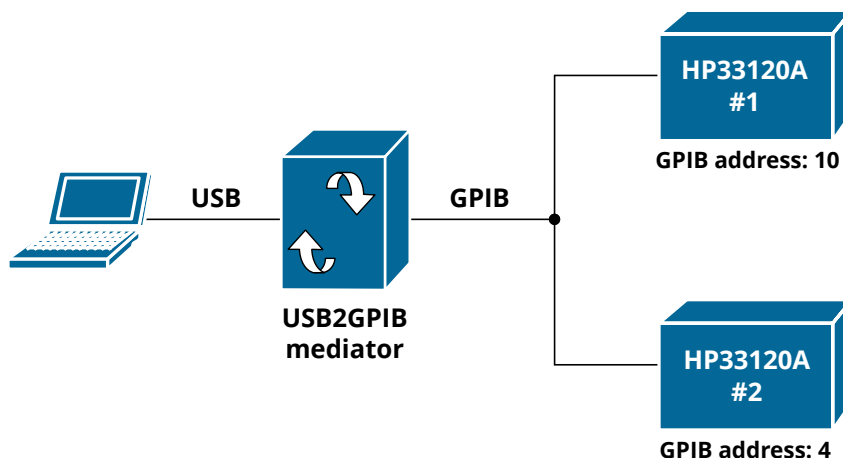 HP33120A
#1
GPIB address: 10
USB
GPIB
USB2GPIB
mediator
HP33120A
#2
GPIB address: 4